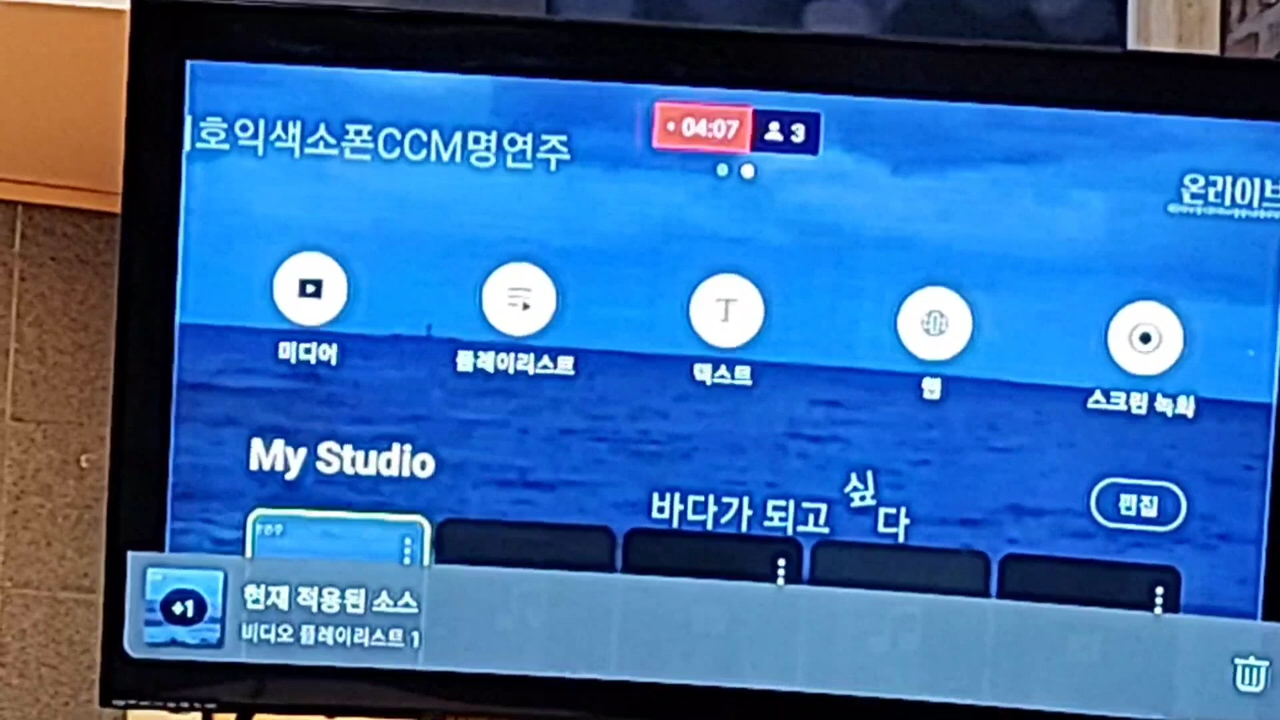 호익색소폰CCM명연주
04:07
3
온라이브
미디어
플레이리스트
텍스트
웹
스크린 녹화
My Studio
바다가 되고 싶다
편집
+1
현재 적용된 소스
비디오 플레이리스트 1